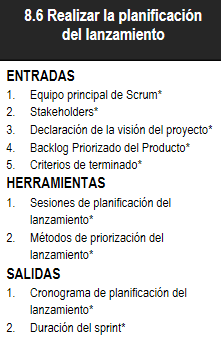 8.6 Realizar la planificación
del lanzamiento
ENTRADAS
1. Equipo principal de Scrum*
2. Stakeholders*
3. Declaración de la visión del proyecto*
4. Backlog Priorizado del Producto*
5. Criterios de terminado*
HERRAMIENTAS
1. Sesiones de planificación del
lanzamiento*
2. Métodos de priorización del
lanzamiento*
SALIDAS
1. Cronograma de planificación del
lanzamiento*
2. Duración del sprint*